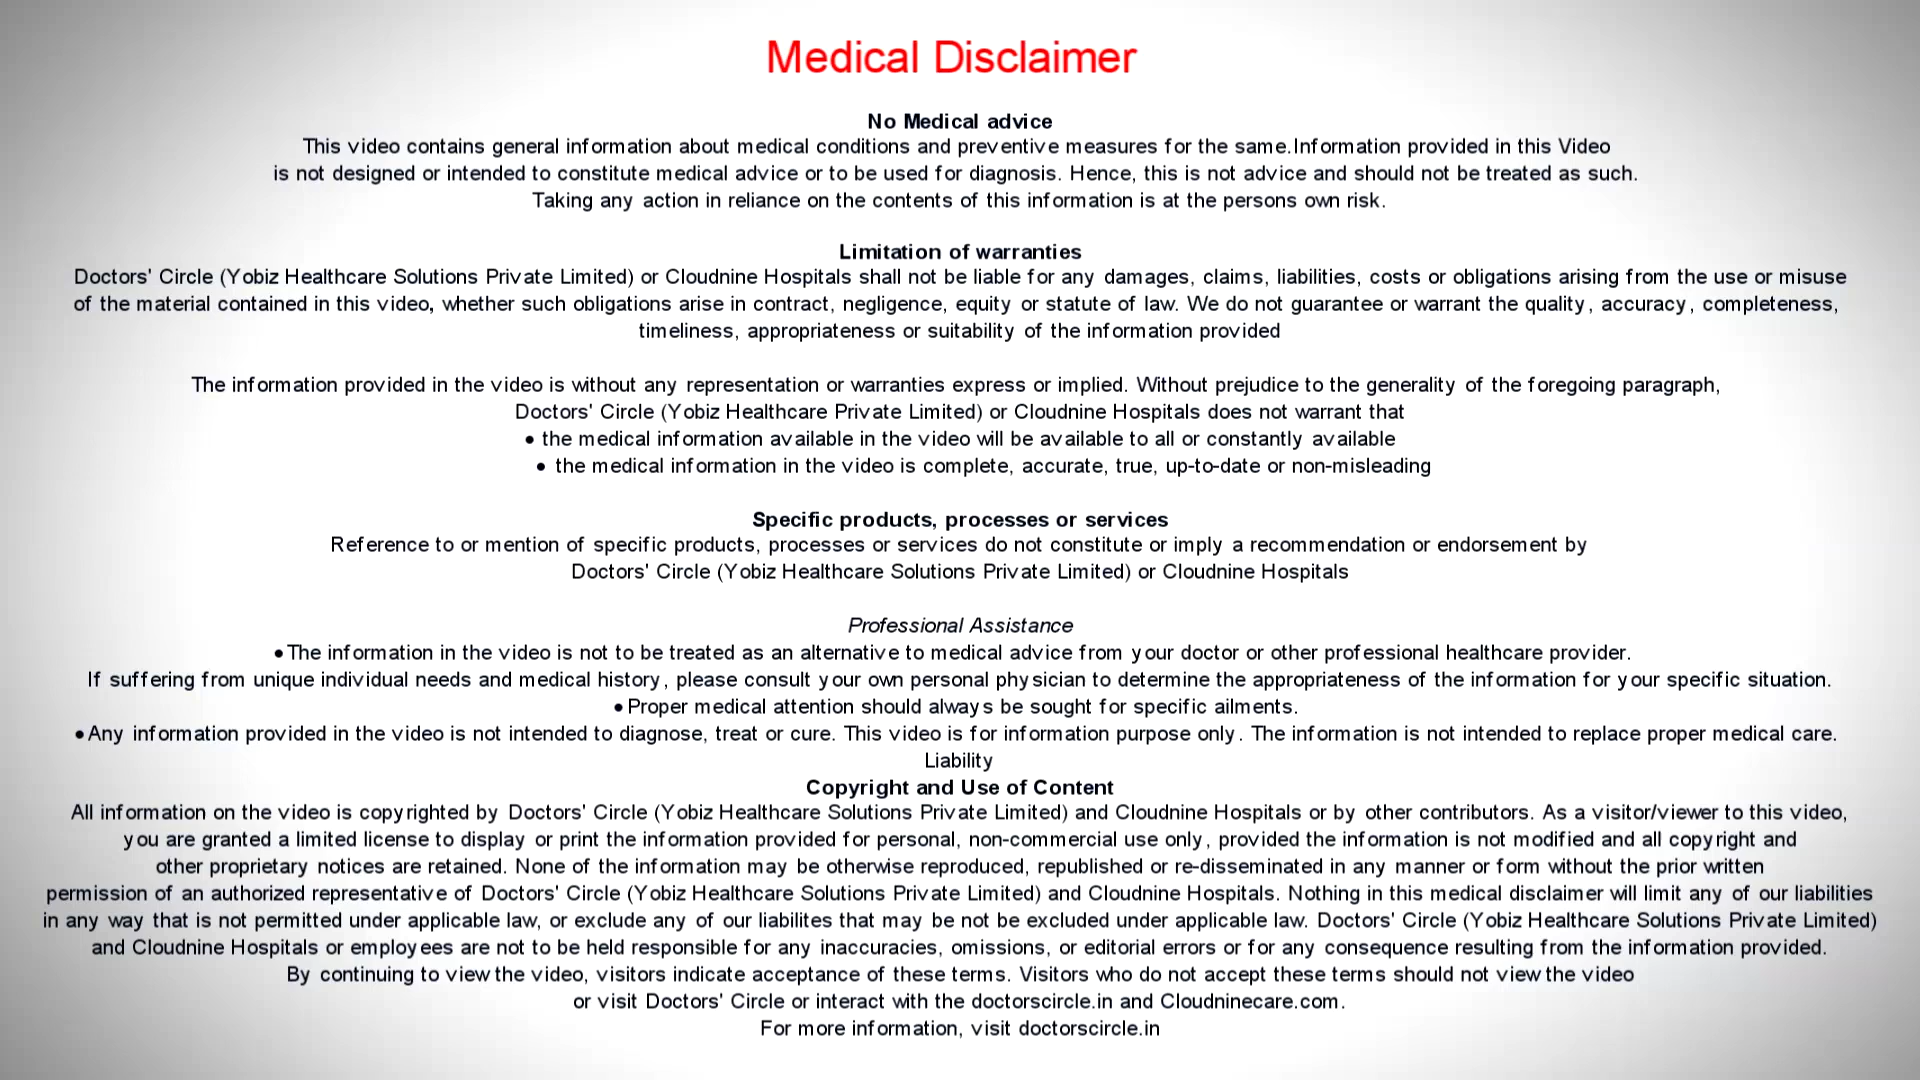 Medical Disclaimer
No Medical advice
This video contains general information about medical conditions and preventive measures for the same.Information provided in this Video
is not designed or intended to constitute medical advice or to be used for diagnosis. Hence, this is not advice and should not be treated as such.
Taking any action in reliance on the contents of this information is at the persons own risk.
Limitation of warranties
Doctors' Circle (Yobiz Healthcare Solutions Private Limited) or Cloudnine Hospitals shall not be liable for any damages, claims, liabilities, costs or obligations arising from the use or misuse
of the material contained in this video, whether such obligations arise in contract, negligence, equity or statute of law. We do not guarantee or warrant the quality, accuracy, completeness,
timeliness, appropriateness or suitability of the information provided
The information provided in the video is without any representation or warranties express or implied. Without prejudice to the generality of the foregoing paragraph,
Doctors' Circle (Yobiz Healthcare Private Limited) or Cloudnine Hospitals does not warrant that
• the medical information available in the video will be available to all or constantly available
• the medical information in the video is complete, accurate, true, up-to-date or non-misleading
Specific products, processes or services
Reference to or mention of specific products, processes or services do not constitute or imply a recommendation or endorsement by
Doctors' Circle (Yobiz Healthcare Solutions Private Limited) or Cloudnine Hospitals
Professional Assistance
•The information in the video is not to be treated as an alternative to medical advice from your doctor or other professional healthcare provider.
If suffering from unique individual needs and medical history, please consult your own personal physician to determine the appropriateness of the information for your specific situation.
•Proper medical attention should always be sought for specific ailments.
•Any information provided in the video is not intended to diagnose, treat or cure. This video is for information purpose only. The information is not intended to replace proper medical care.
Liability
Copyright and Use of Content
All information on the video is copyrighted by Doctors' Circle (Yobiz Healthcare Solutions Private Limited) and Cloudnine Hospitals or by other contributors. As a visitor/viewer to this video,
you are granted a limited license to display or print the information provided for personal, non-commercial use only, provided the information is not modified and all copyright and
other proprietary notices are retained. None of the information may be otherwise reproduced, republished or re-disseminated in any manner or form without the prior written
permission of an authorized representative of Doctors' Circle (Yobiz Healthcare Solutions Private Limited) and Cloudnine Hospitals. Nothing in this medical disclaimer will limit any of our liabilities
in any way that is not permitted under applicable law, or exclude any of our liabilites that may be not be excluded under applicable law. Doctors' Circle (Yobiz Healthcare Solutions Private Limited)
and Cloudnine Hospitals or employees are not to be held responsible for any inaccuracies, omissions, or editorial errors or for any consequence resulting from the information provided.
By continuing to view the video, visitors indicate acceptance of these terms. Visitors who do not accept these terms should not view the video
or visit Doctors' Circle or interact with the doctorscircle.in and Cloudninecare.com.
For more information, visit doctorscircle.in